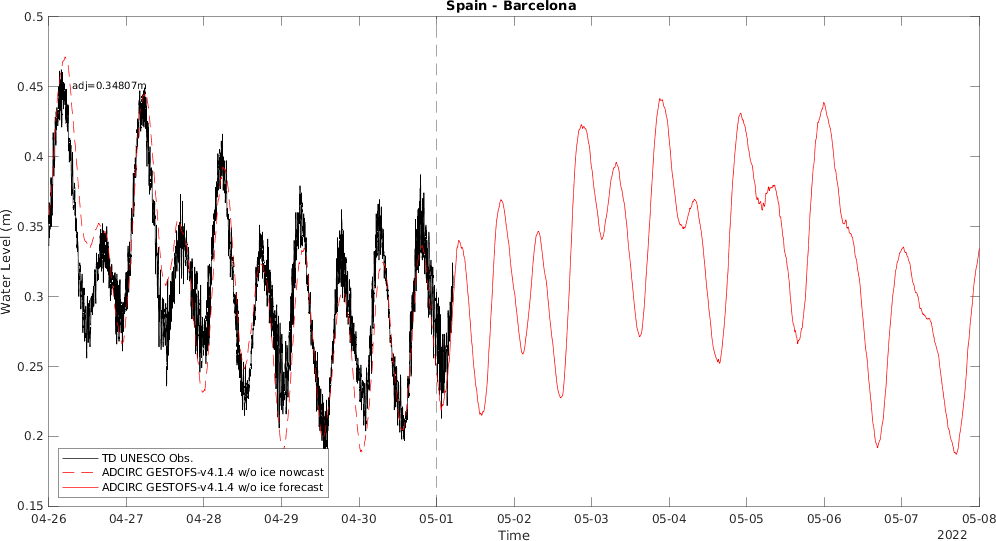 Spain - Barcelona
0.5
0.45
0.4
0.35
0.3
0.25
0.2
0.15
Water Level (m)
adj=0.34807m
TD UNESCO Obs.
ADCIRC GESTOFS-v4.1.4 w/o ice nowcast
ADCIRC GESTOFS-v4.1.4 w/o ice forecast
04-26 04-27 04-28 04-29 04-30 05-01 05-02 05-03 05-04 05-05 05-06 05-07 05-08
Time
2022